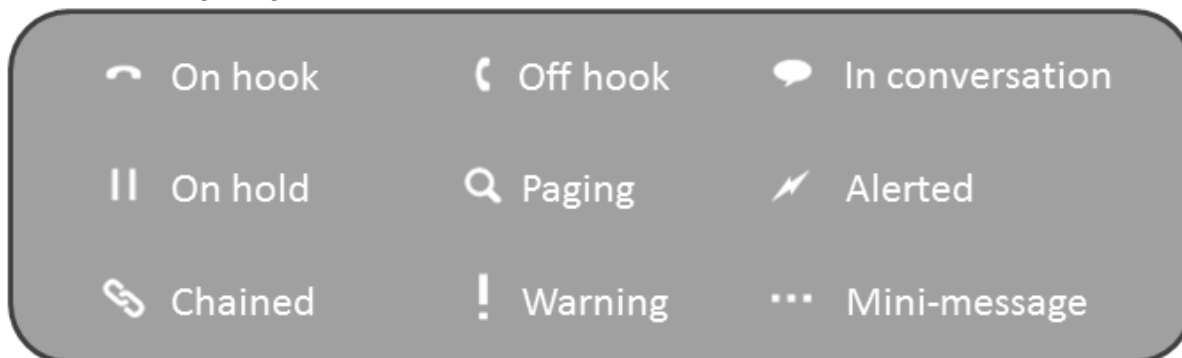 On hook Off hook In conversation
On hold Paging Alerted
Chained Warning Mini-message